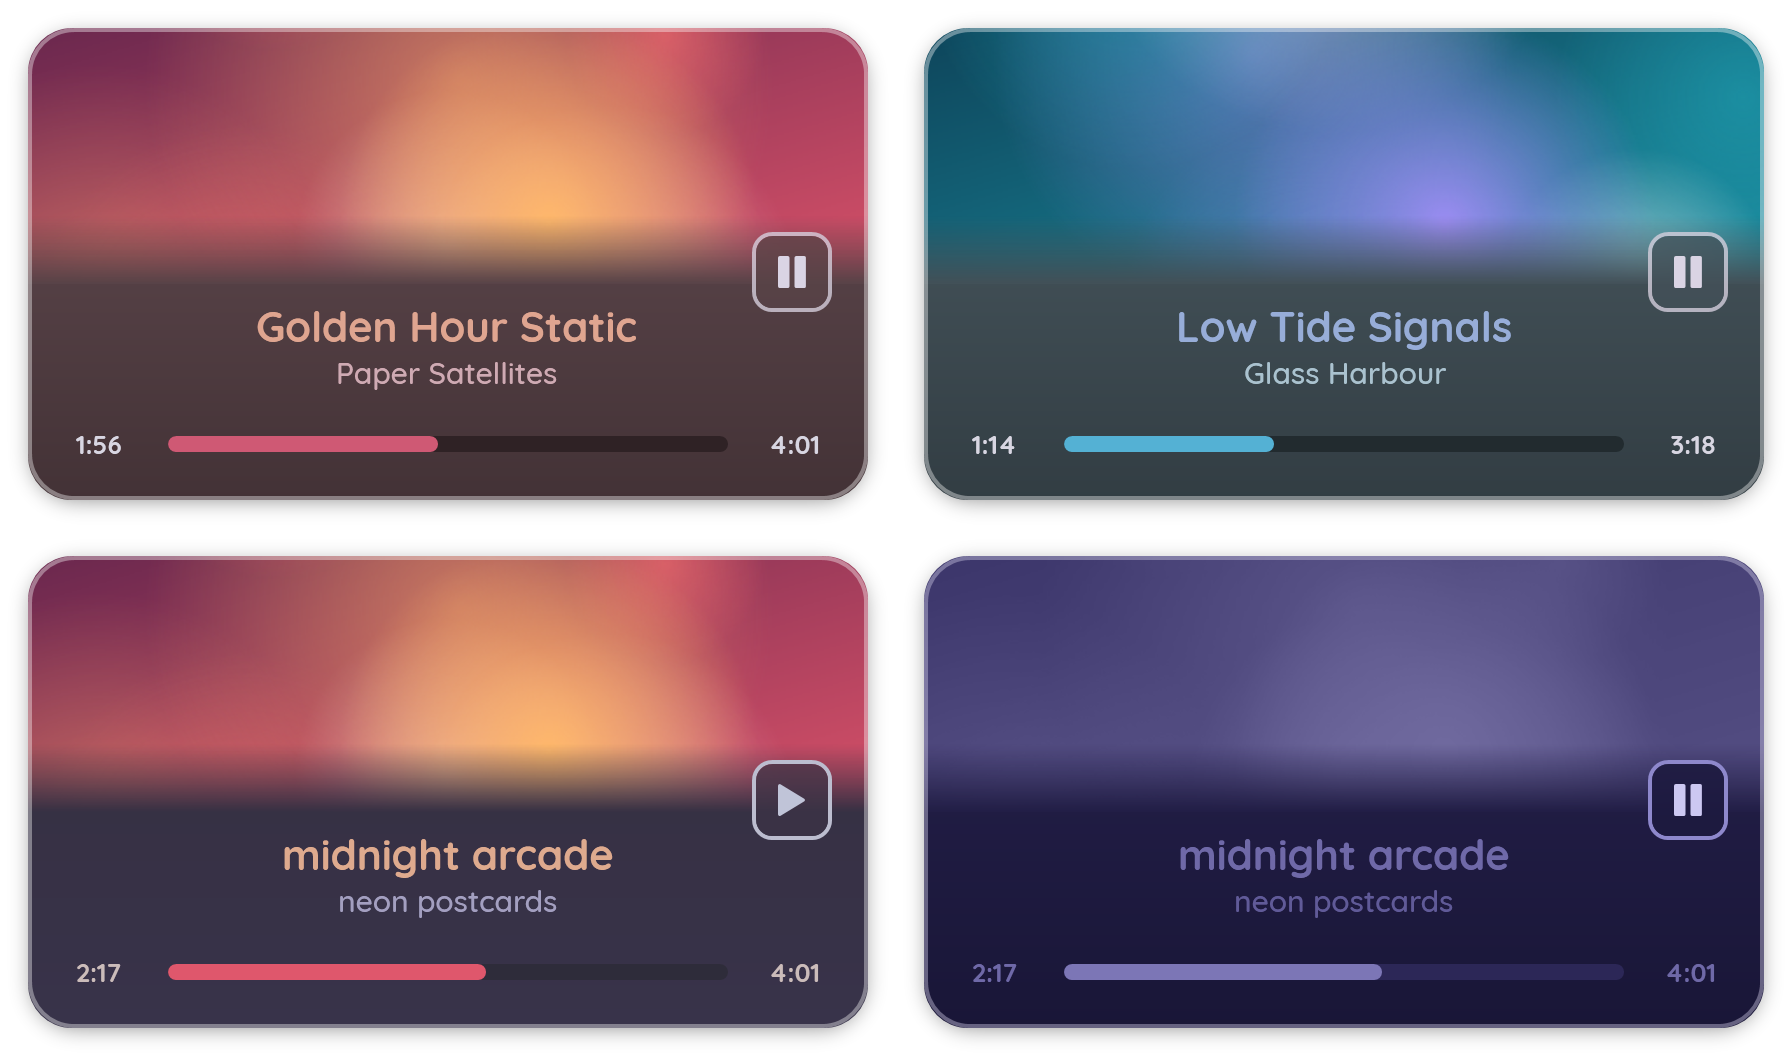 Golden Hour Static
Paper Satellites
1:56 4:01
Low Tide Signals
Glass Harbour
1:14 3:18
midnight arcade
neon postcards
2:17 4:01
midnight arcade
neon postcards
2:17 4:01